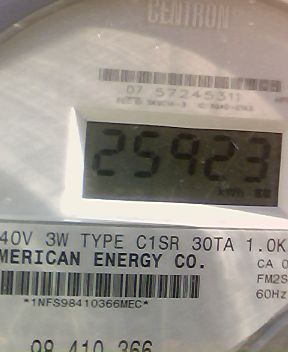 CENTRON
07 57245311
25923
40V 3W TYPE C1SR 30TA 1.0K
MERICAN ENERGY CO.
CA 0
FM2S
60Hz
*1NFS98410366MEC*
98 410 366